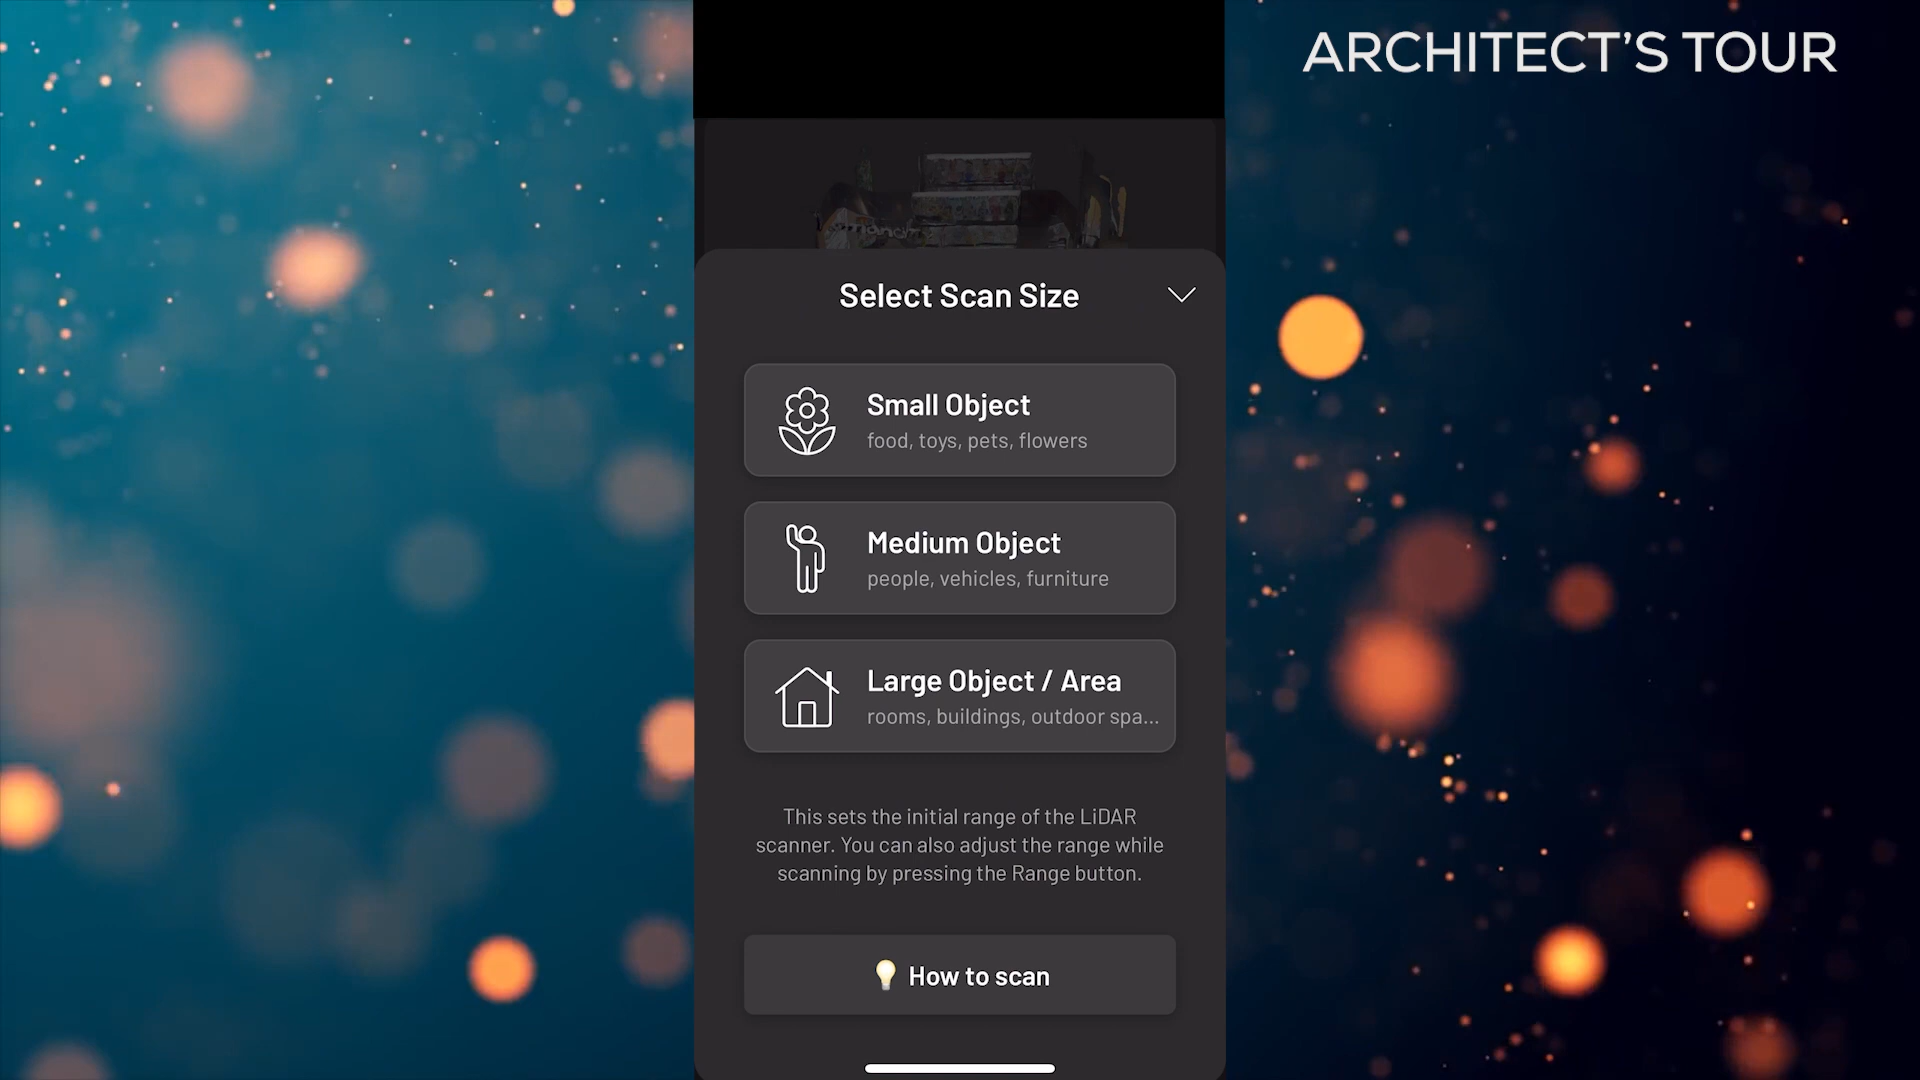 ARCHITECT'S TOUR
Select Scan Size
Small Object
food, toys, pets, flowers
Medium Object
people, vehicles, furniture
Large Object / Area
rooms, buildings, outdoor spa...
This sets the initial range of the LiDAR
scanner. You can also adjust the range while
scanning by pressing the Range button.
How to scan